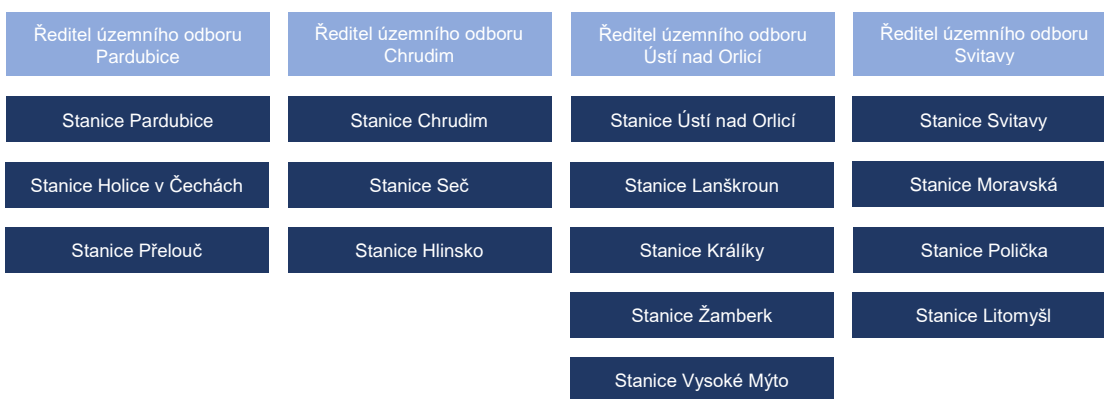 Ředitel územního odboru
Pardubice
Stanice Pardubice
Stanice Holice v Čechách
Stanice Přelouč
Ředitel územního odboru
Chrudim
Stanice Chrudim
Stanice Seč
Stanice Hlinsko
Ředitel územního odboru
Ústí nad Orlicí
Stanice Ústí nad Orlicí
Stanice Lanškroun
Stanice Králíky
Stanice Žamberk
Stanice Vysoké Mýto
Ředitel územního odboru
Svitavy
Stanice Svitavy
Stanice Moravská
Stanice Polička
Stanice Litomyšl